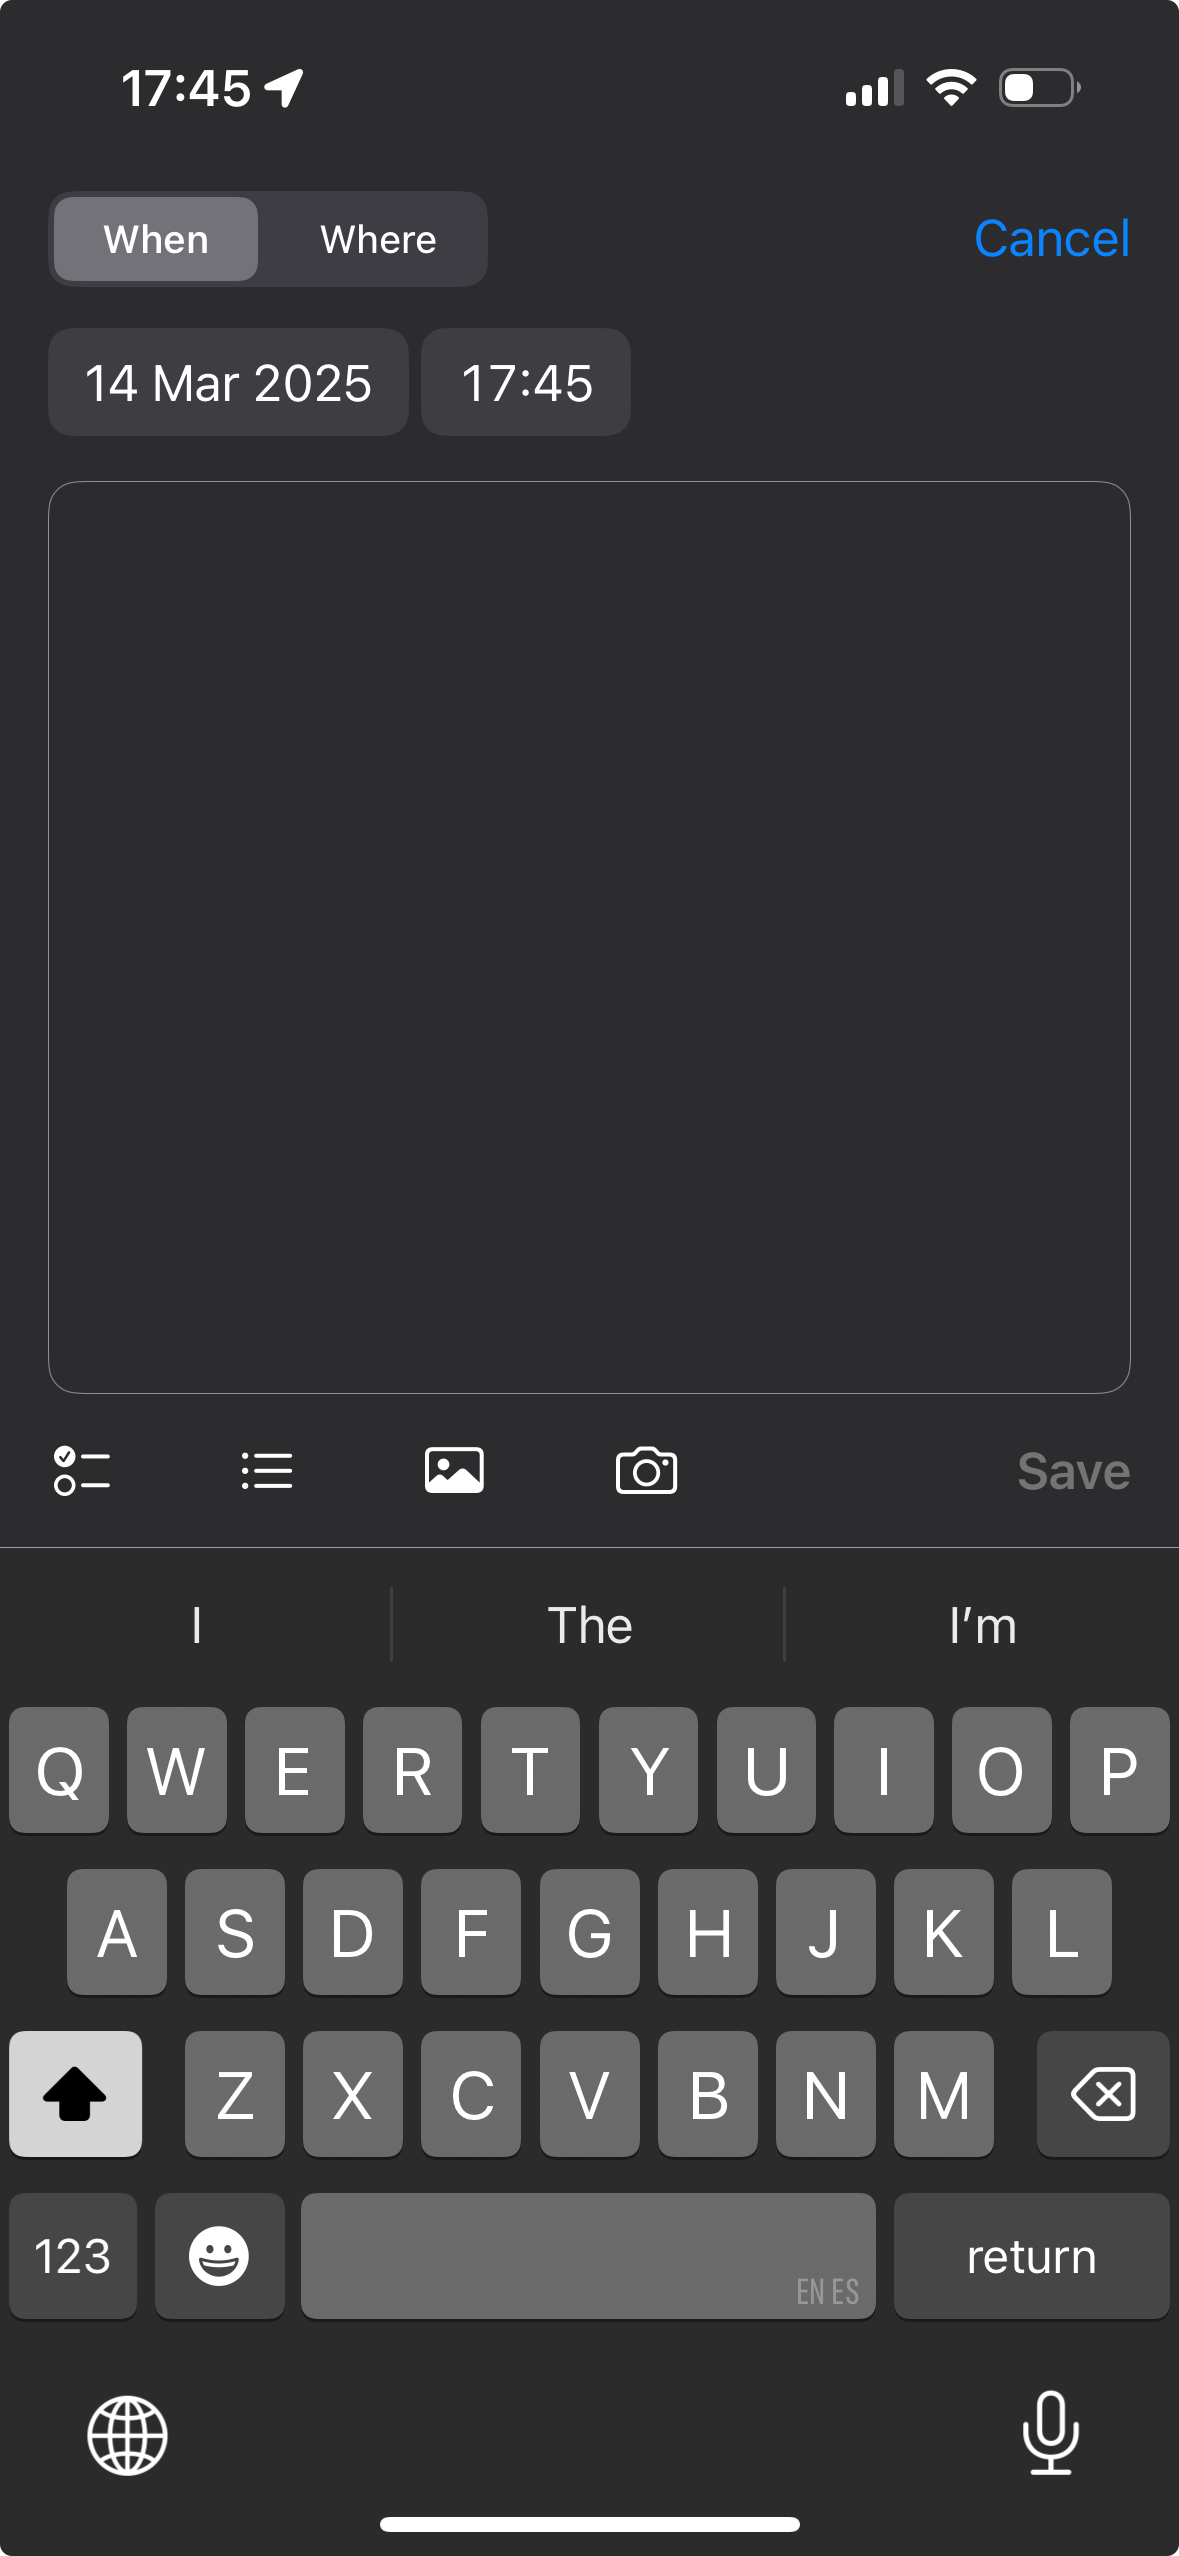 17:45
When Where Cancel
14 Mar 2025 17:45
Save
I The I’m
Q W E R T Y U I O P
A S D F G H J K L
Z X C V B N M
123 EN ES return